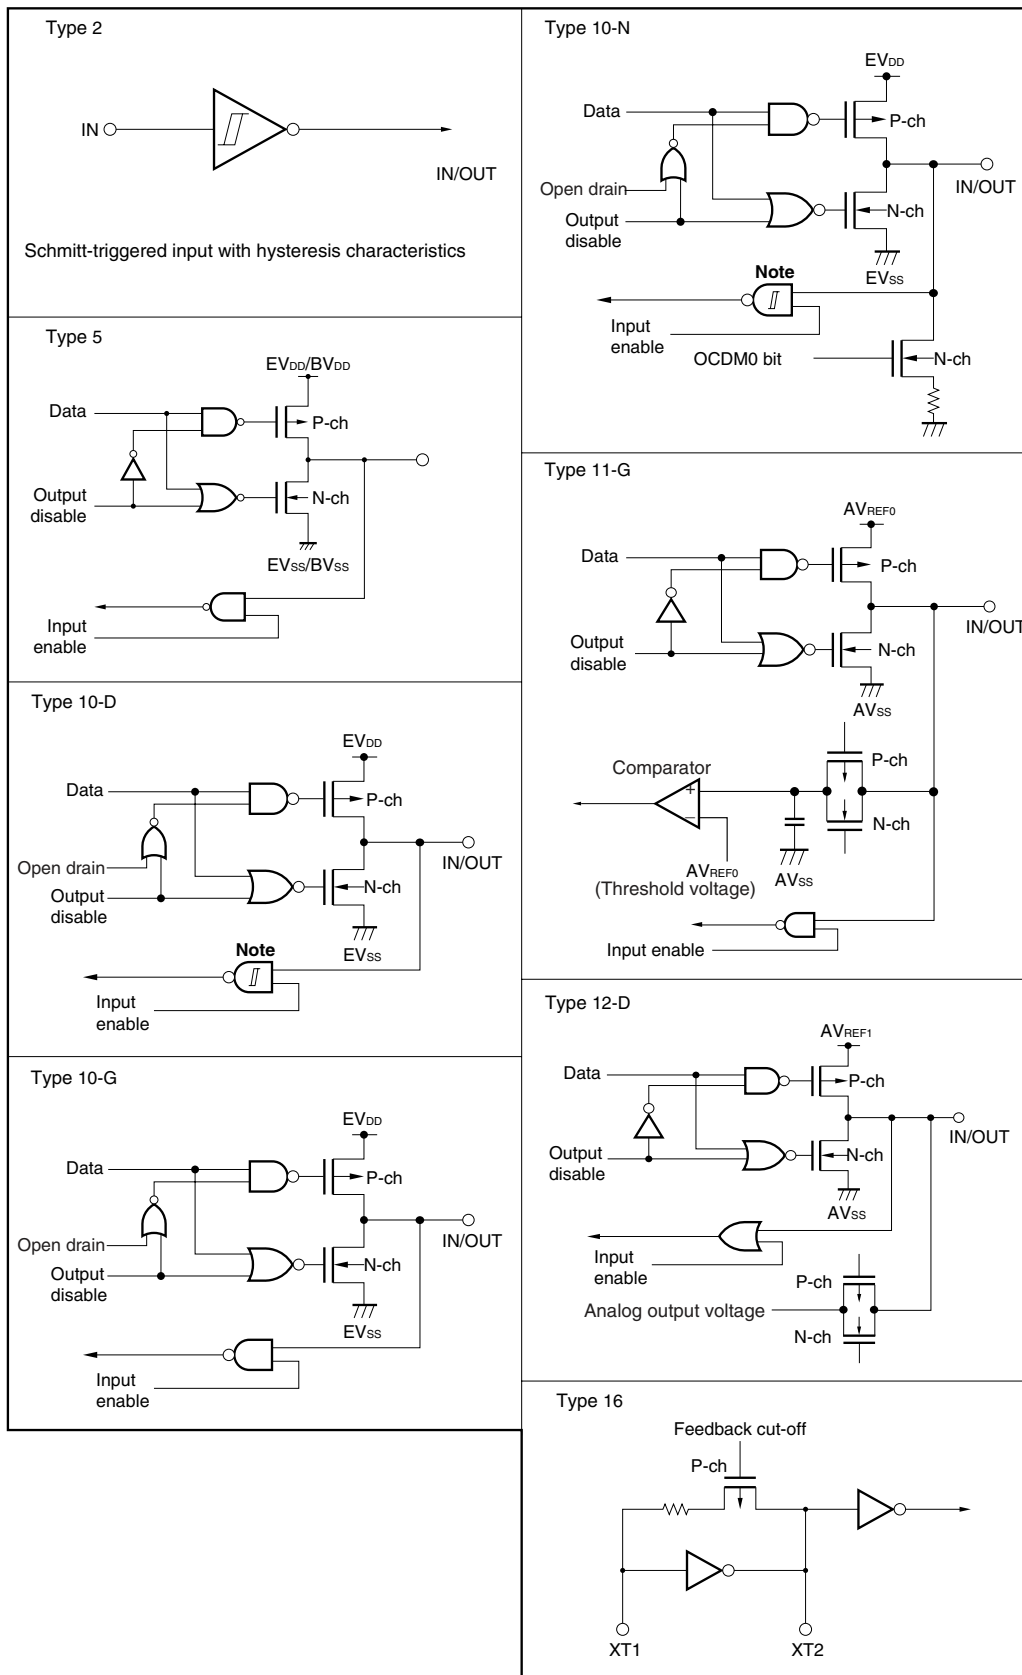 Type 2
IN
IN/OUT
Schmitt-triggered input with hysteresis characteristics
Type 5
EVDD/BVDD
Data
P-ch
Output
disable
N-ch
EVSS/BVSS
Input
enable
Type 10-D
EVDD
Data
P-ch
Open drain
IN/OUT
Output
disable
N-ch
EVSS
Note
Input
enable
Type 10-G
EVDD
Data
P-ch
Open drain
IN/OUT
Output
disable
N-ch
EVSS
Input
enable
Type 10-N
EVDD
Data
P-ch
Open drain
IN/OUT
Output
disable
N-ch
EVSS
Note
Input
enable
OCDM0 bit
N-ch
Type 11-G
AVREF0
Data
P-ch
IN/OUT
Output
disable
N-ch
AVSS
P-ch
Comparator
+
−
N-ch
AVREF0
(Threshold voltage)
AVSS
Input enable
Type 12-D
AVREF1
Data
P-ch
IN/OUT
Output
disable
N-ch
AVSS
Input
enable
P-ch
Analog output voltage
N-ch
Type 16
Feedback cut-off
P-ch
XT1
XT2